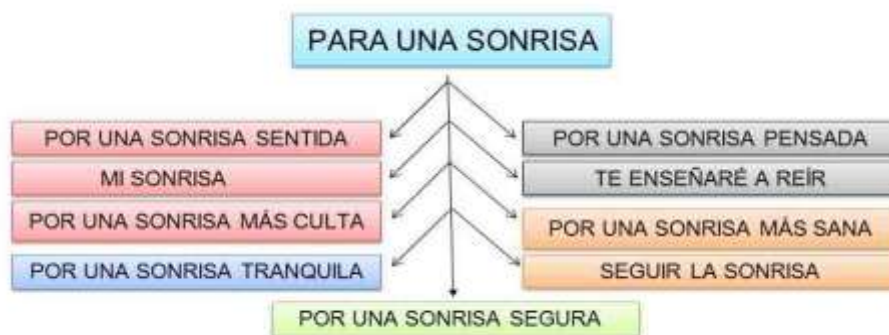 PARA UNA SONRISA
POR UNA SONRISA SENTIDA
MI SONRISA
POR UNA SONRISA MÁS CULTA
POR UNA SONRISA TRANQUILA
POR UNA SONRISA PENSADA
TE ENSEÑARÉ A REÍR
POR UNA SONRISA MÁS SANA
SEGUIR LA SONRISA
POR UNA SONRISA SEGURA